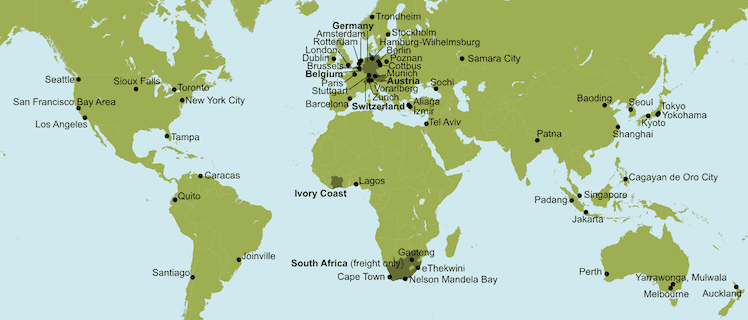 Trondheim
Germany
Stockholm
Amsterdam
Hamburg-Wilhelmsburg
Rotterdam
Berlin
London
Dublin
Poznan
Samara City
Brussels
Cottbus
Belgium
Munich
Seattle
Sioux Falls
Paris
Austria
Sochi
Toronto
Stuttgart
Vorarlberg
Zurich
San Francisco Bay Area
New York City
Barcelona
Switzerland
Aliaga
Izmir
Baoding
Seoul
Tokyo
Yokohama
Kyoto
Los Angeles
Tel Aviv
Tampa
Patna
Shanghai
Caracas
Lagos
Cagayan de Oro City
Ivory Coast
Quito
Padang
Singapore
Jakarta
Joinville
Gauteng
South Africa (freight only)
eThekwini
Santiago
Cape Town
Nelson Mandela Bay
Perth
Yarrawonga, Mulwala
Melbourne
Auckland